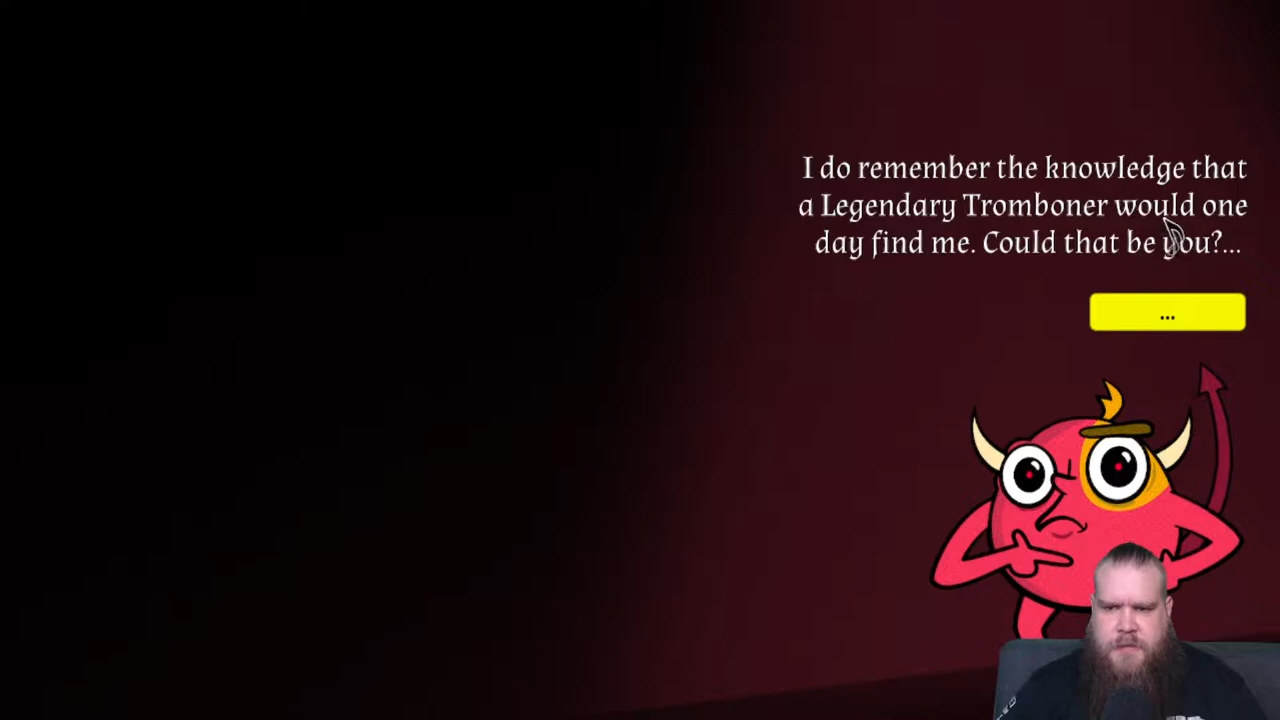 I do remember the knowledge that
a Legendary Tromboner would one
day find me. Could that be you?...
...